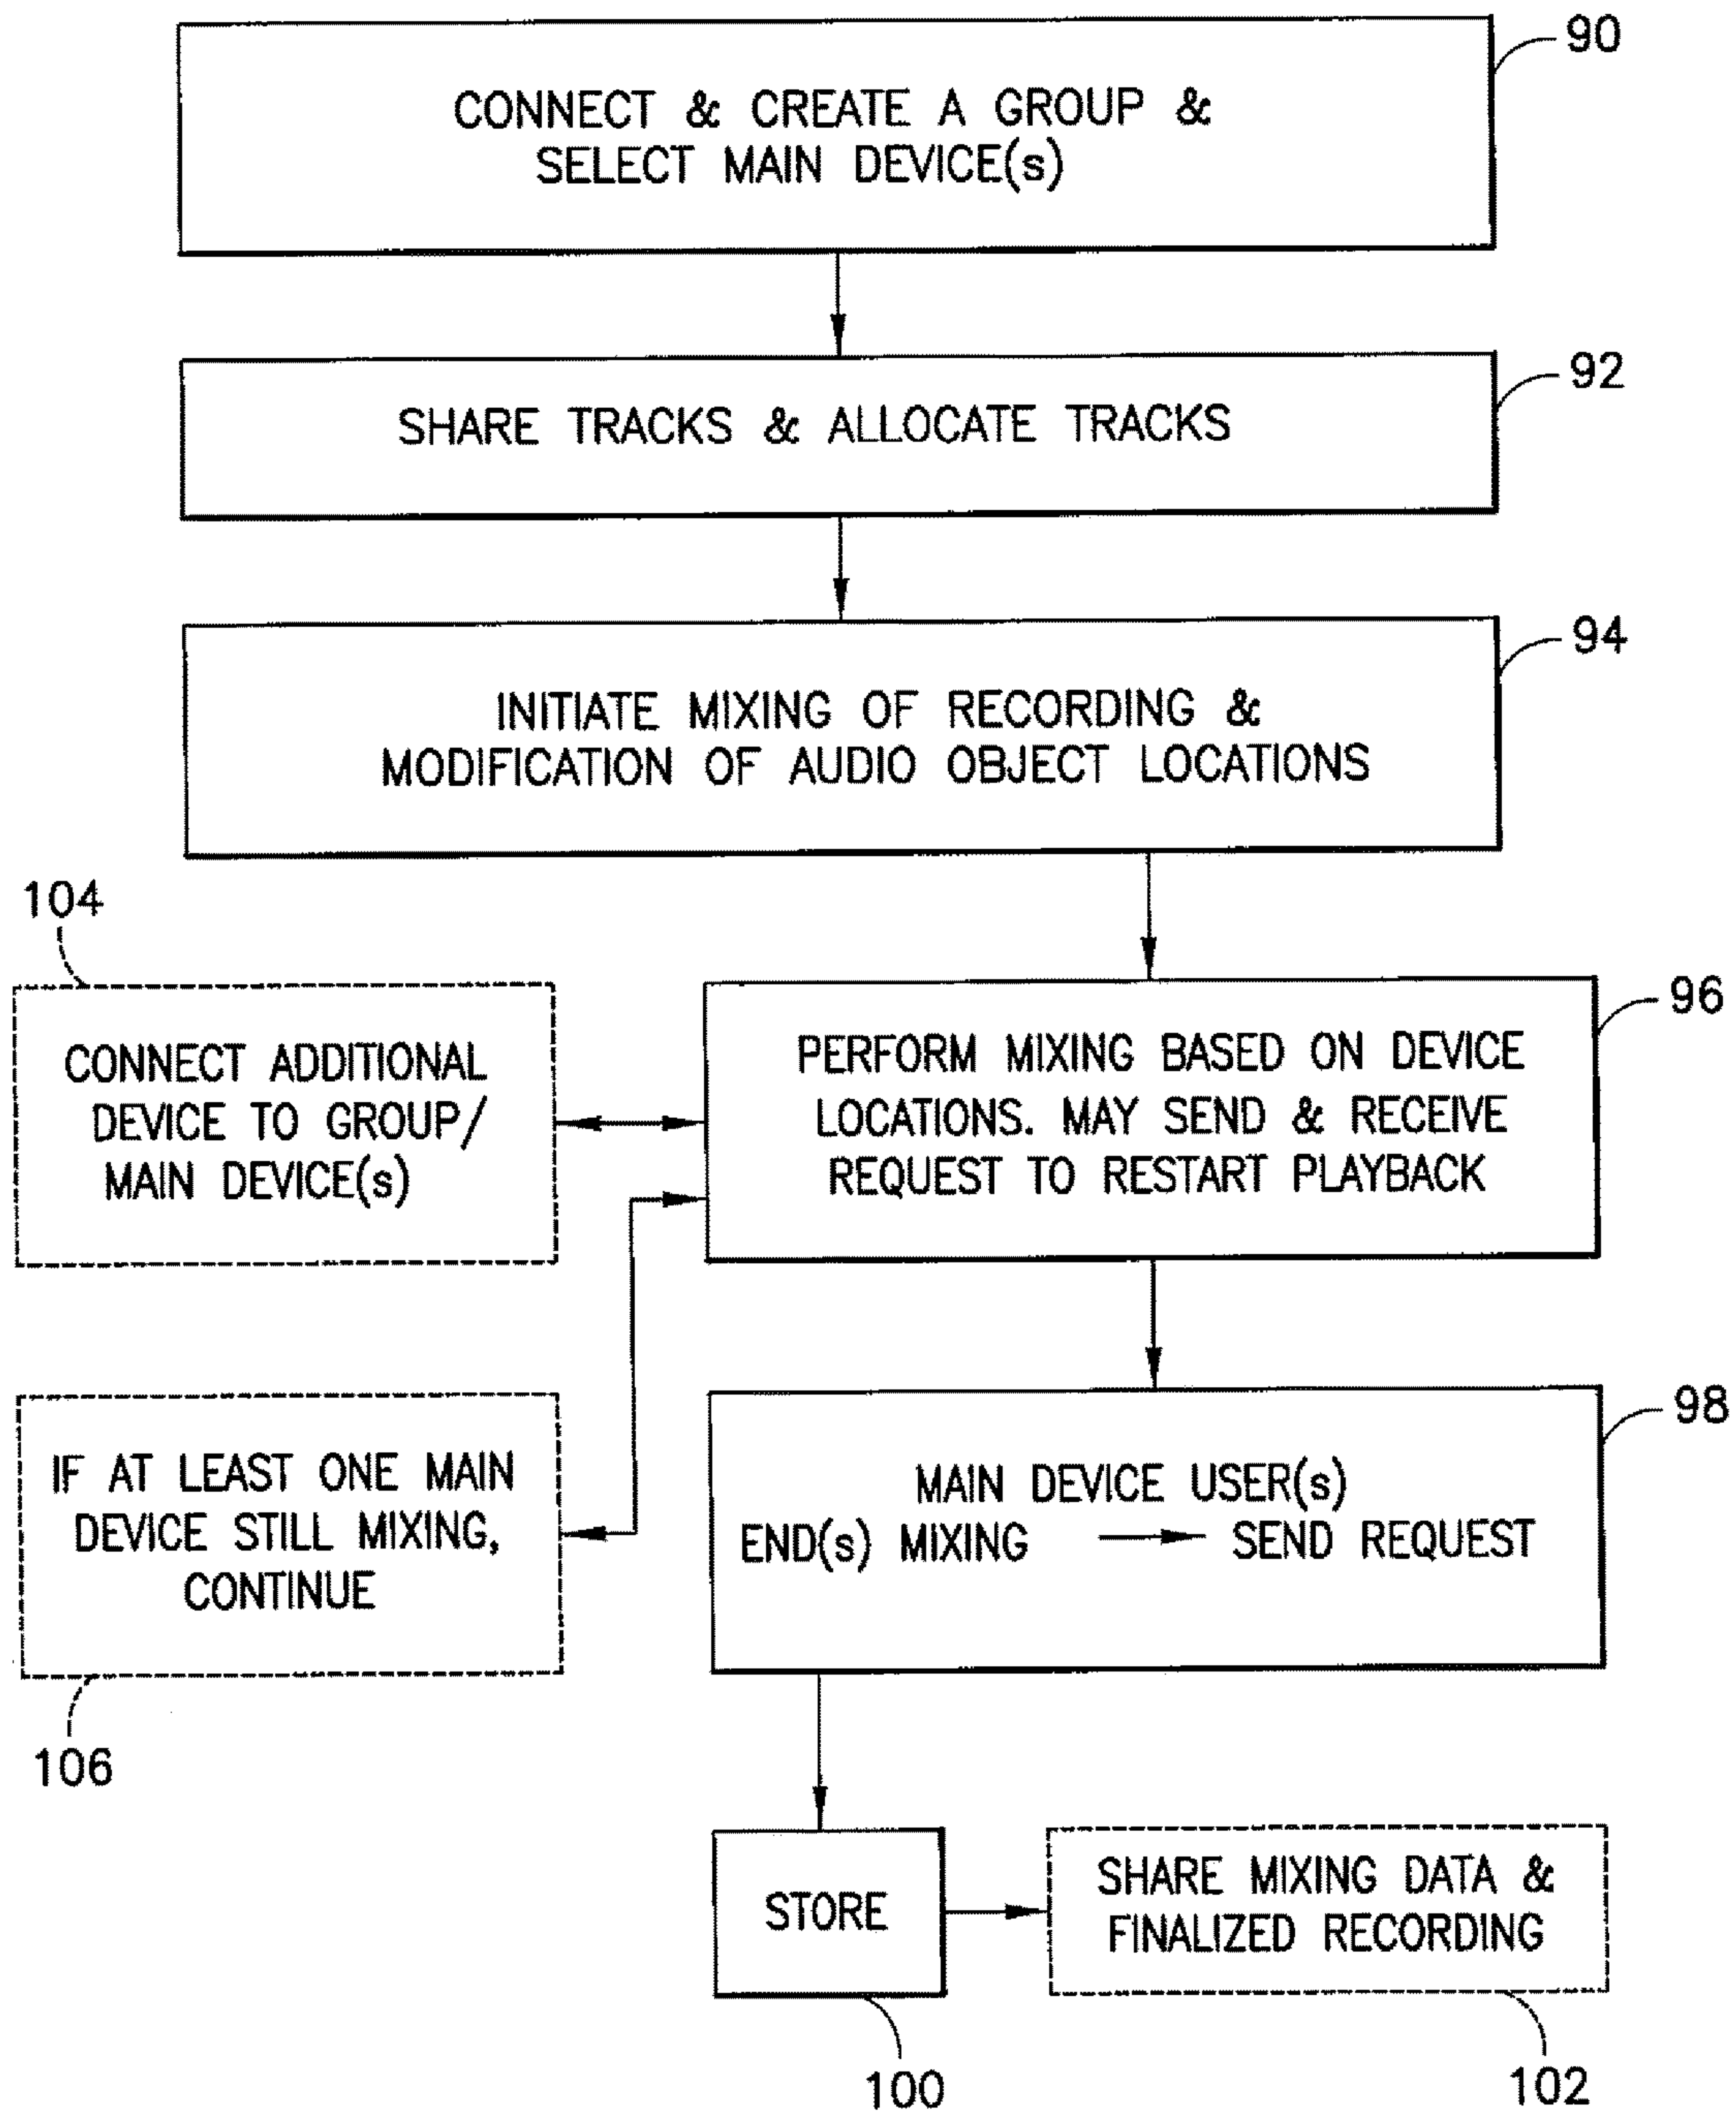 90
CONNECT & CREATE A GROUP &
SELECT MAIN DEVICE(s)
92
SHARE TRACKS & ALLOCATE TRACKS
94
INITIATE MIXING OF RECORDING &
MODIFICATION OF AUDIO OBJECT LOCATIONS
104
CONNECT ADDITIONAL
DEVICE TO GROUP/
MAIN DEVICE(s)
96
PERFORM MIXING BASED ON DEVICE
LOCATIONS. MAY SEND & RECEIVE
REQUEST TO RESTART PLAYBACK
IF AT LEAST ONE MAIN
DEVICE STILL MIXING,
CONTINUE
106
98
MAIN DEVICE USER(s)
END(s) MIXING → SEND REQUEST
STORE
100
SHARE MIXING DATA &
FINALIZED RECORDING
102